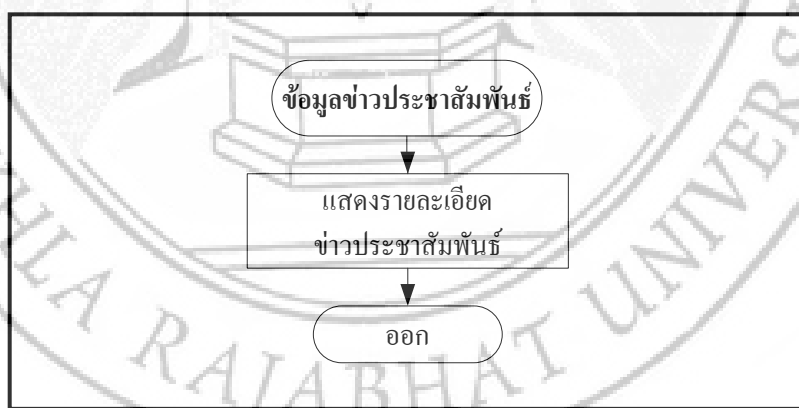 ข้อมูลข่าวประชาสัมพันธ์
แสดงรายละเอียด
ข่าวประชาสัมพันธ์
ออก
RAJABHAT